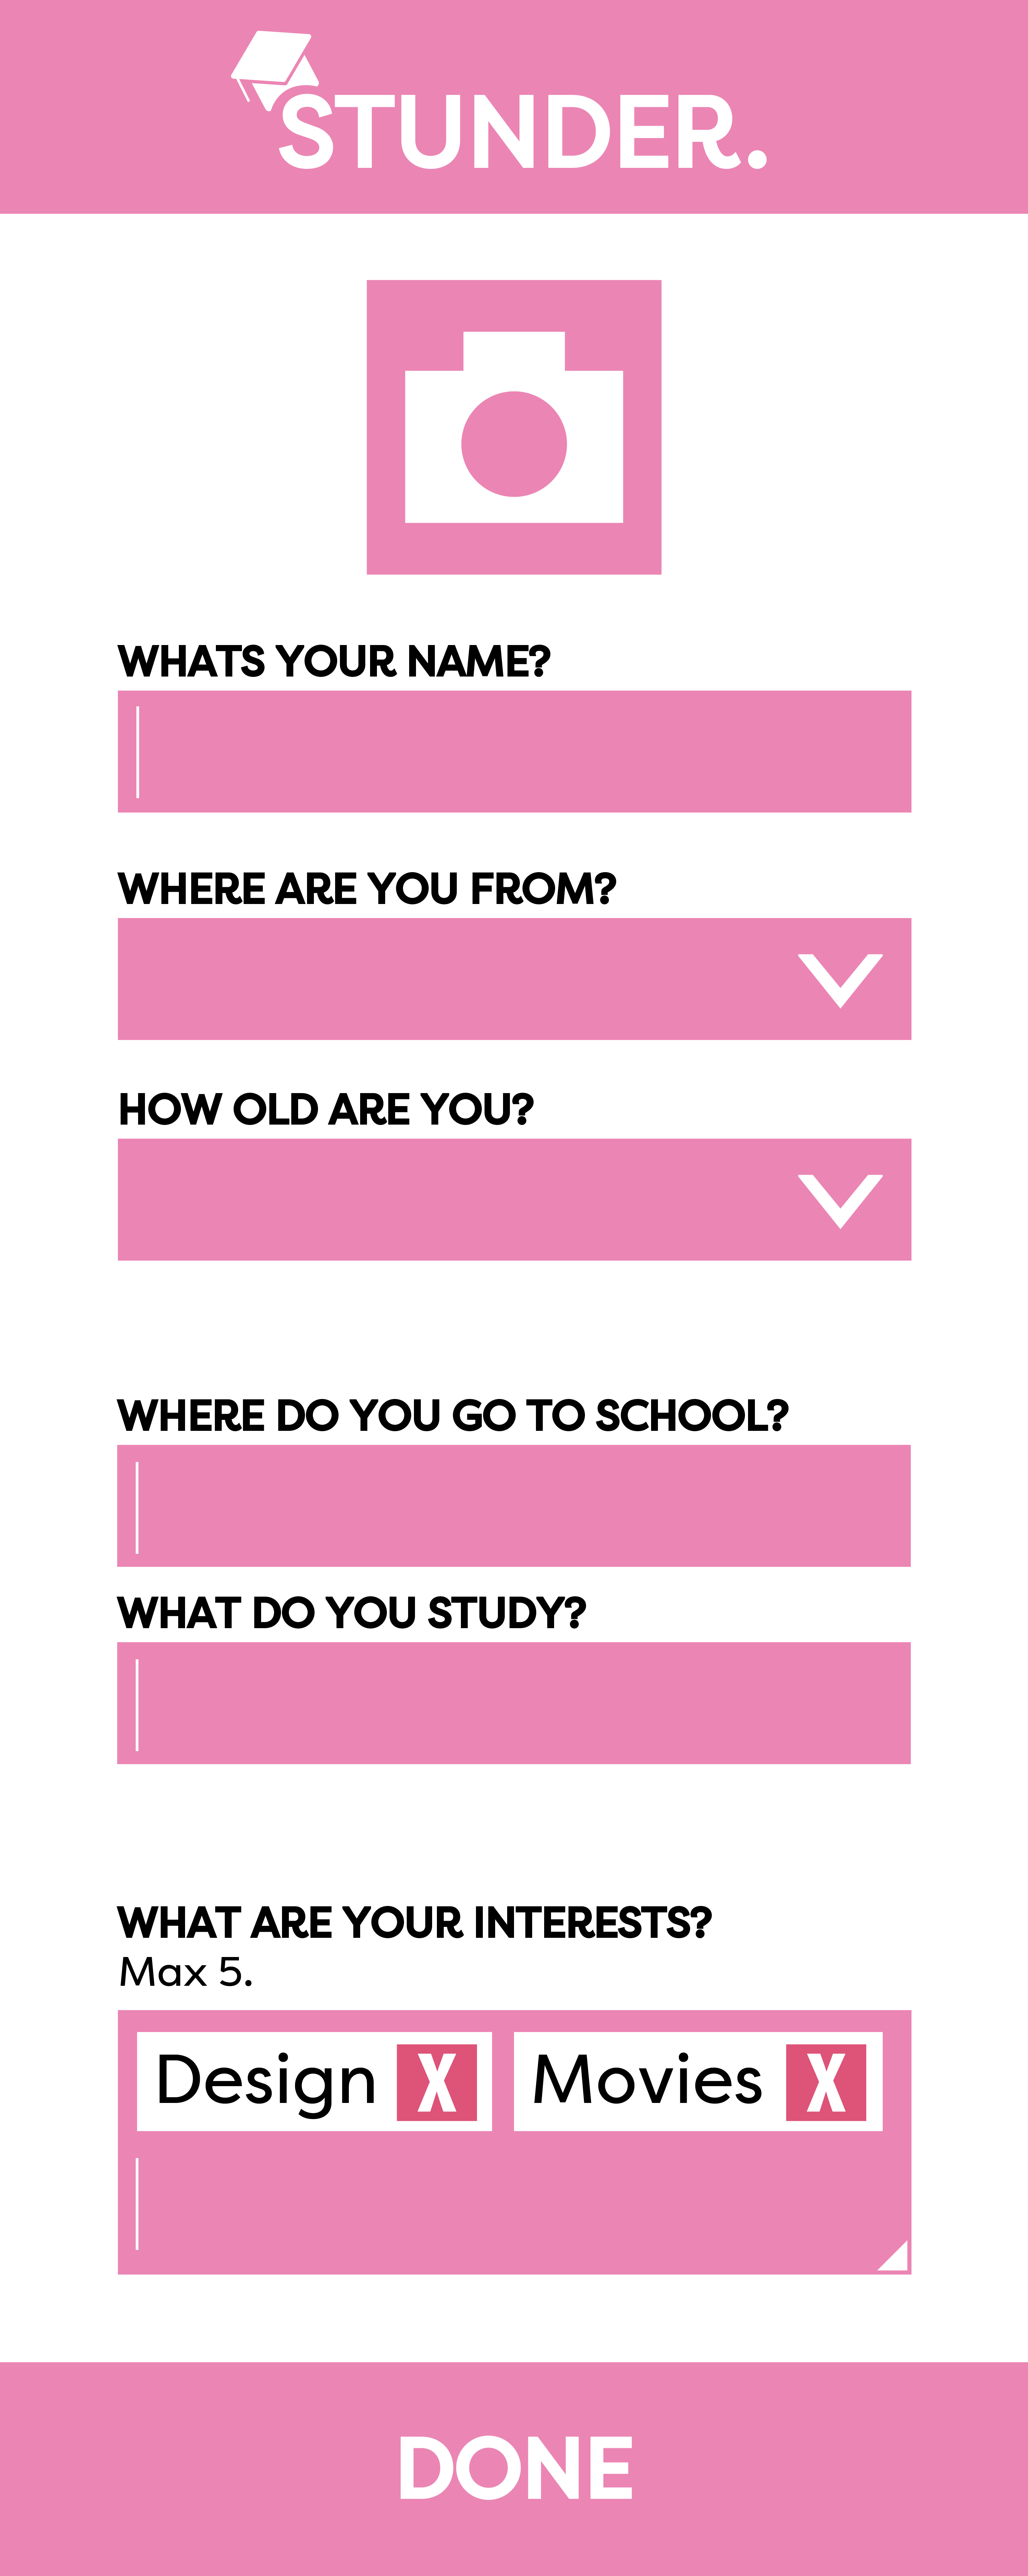 STUNDER.
WHATS YOUR NAME?
WHERE ARE YOU FROM?
HOW OLD ARE YOU?
WHERE DO YOU GO TO SCHOOL?
WHAT DO YOU STUDY?
WHAT ARE YOUR INTERESTS?
Max 5.
Design X Movies X
DONE